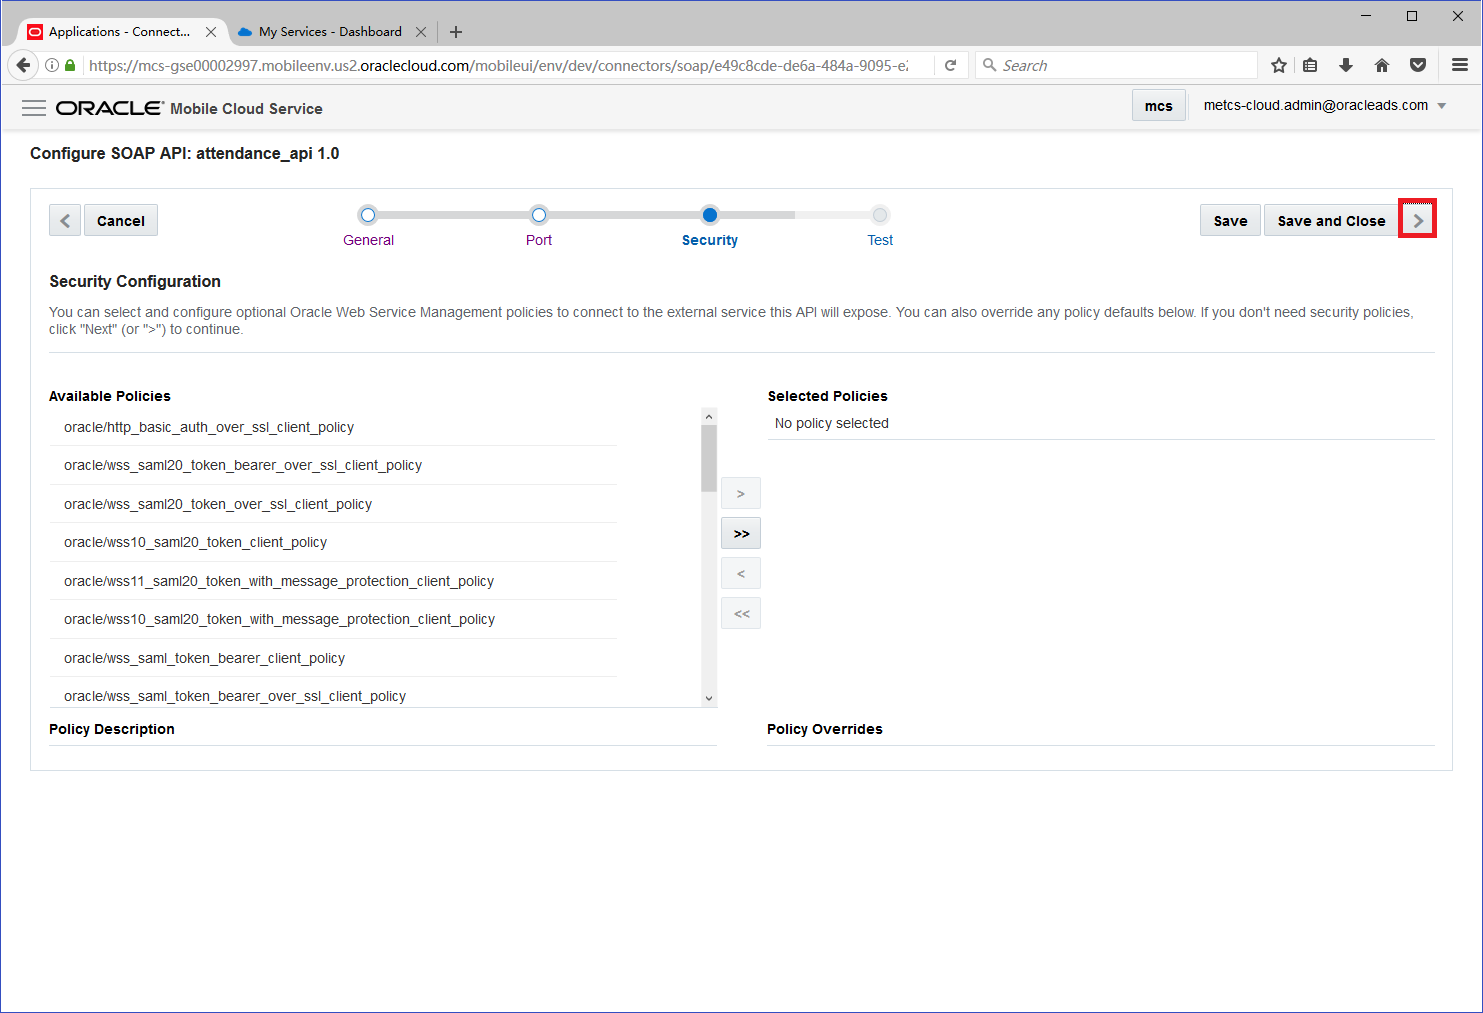 Applications - Connect...
My Services - Dashboard
https://mcs-gse00002997.mobileenv.us2.oraclecloud.com/mobileui/env/dev/connectors/soap/e49c8cde-de6a-484a-9095-e
Search
ORACLE Mobile Cloud Service
mcs
metcs-cloud.admin@oracleads.com
Configure SOAP API: attendance_api 1.0
Cancel
General
Port
Security
Test
Save
Save and Close
Security Configuration
You can select and configure optional Oracle Web Service Management policies to connect to the external service this API will expose. You can also override any policy defaults below. If you don't need security policies,
click "Next" (or ">") to continue.
Available Policies
oracle/http_basic_auth_over_ssl_client_policy
oracle/wss_saml20_token_bearer_over_ssl_client_policy
oracle/wss_saml20_token_over_ssl_client_policy
oracle/wss10_saml20_token_client_policy
oracle/wss11_saml20_token_with_message_protection_client_policy
oracle/wss10_saml20_token_with_message_protection_client_policy
oracle/wss_saml_token_bearer_client_policy
oracle/wss_saml_token_bearer_over_ssl_client_policy
>
>>
<
<<
Selected Policies
No policy selected
Policy Description
Policy Overrides